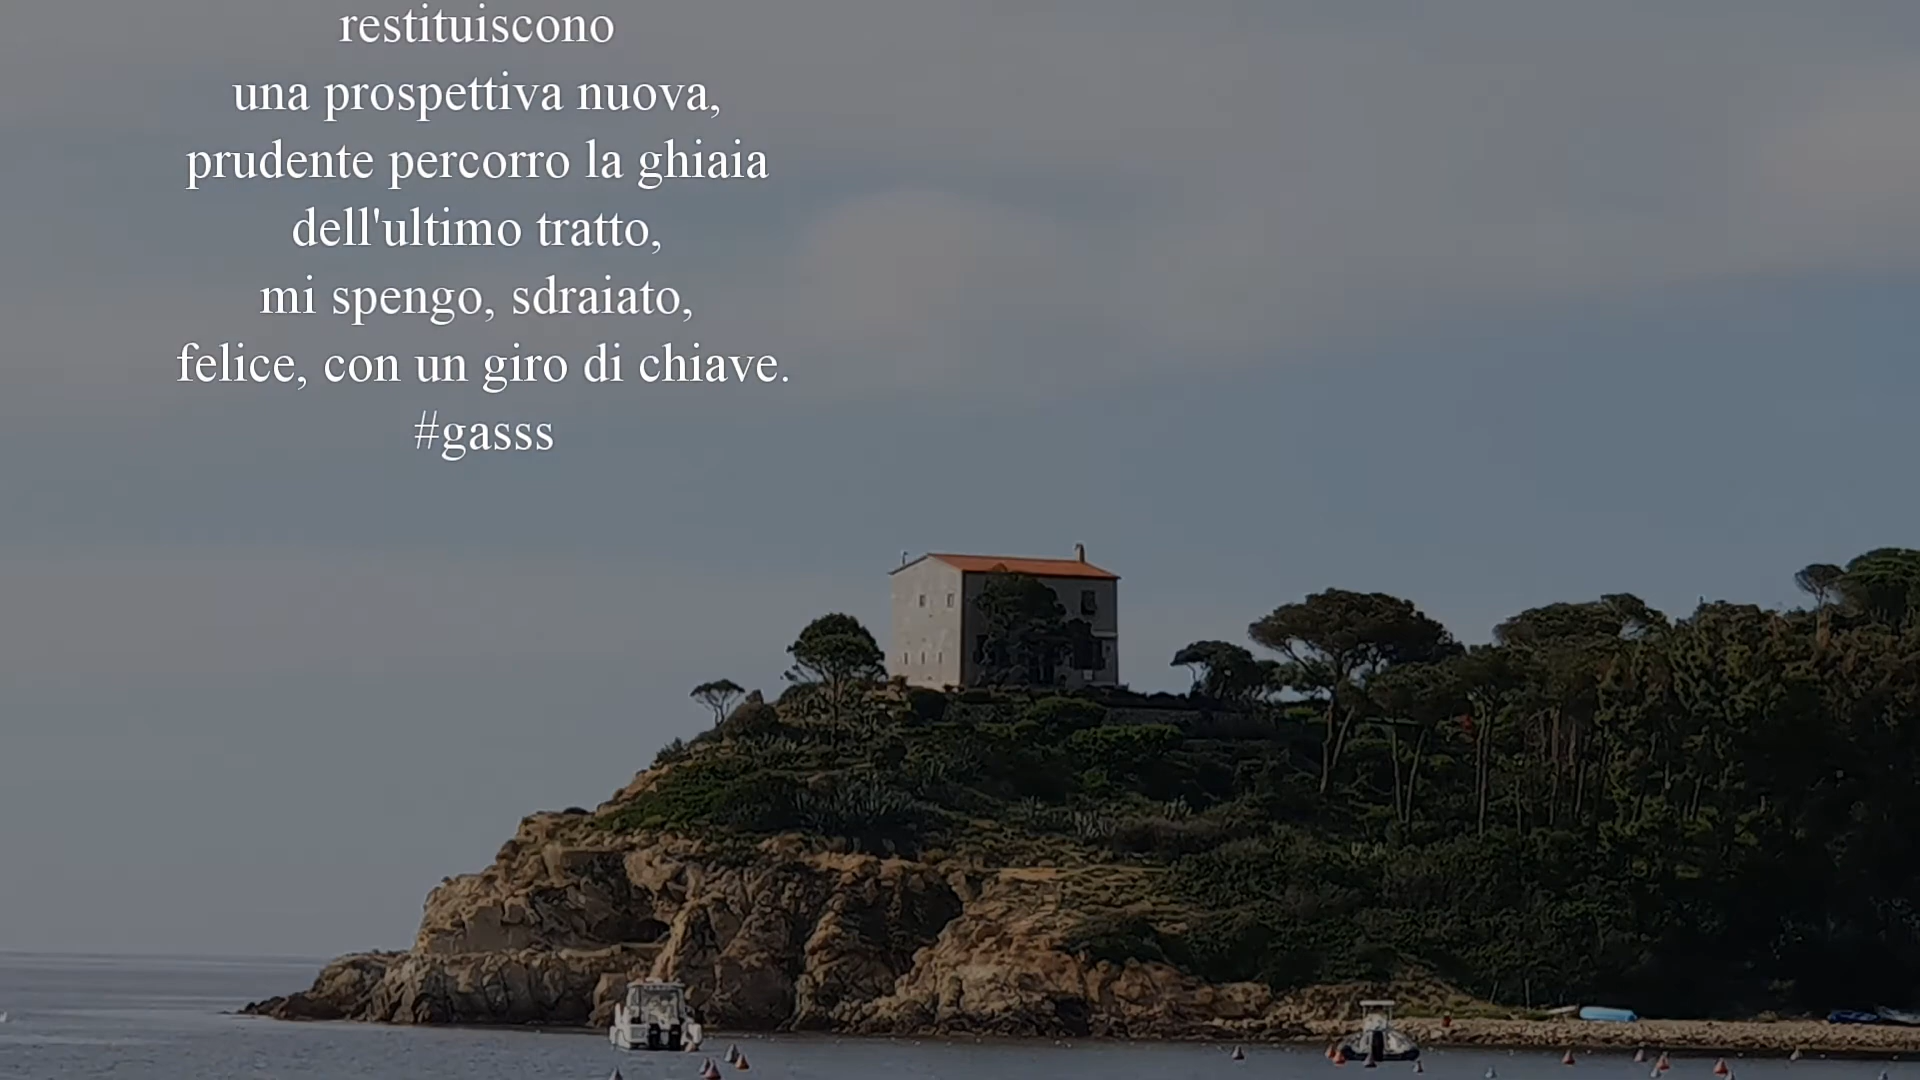 restituiscono
una prospettiva nuova,
prudente percorro la ghiaia
dell'ultimo tratto,
mi spengo, sdraiato,
felice, con un giro di chiave.
#gasss